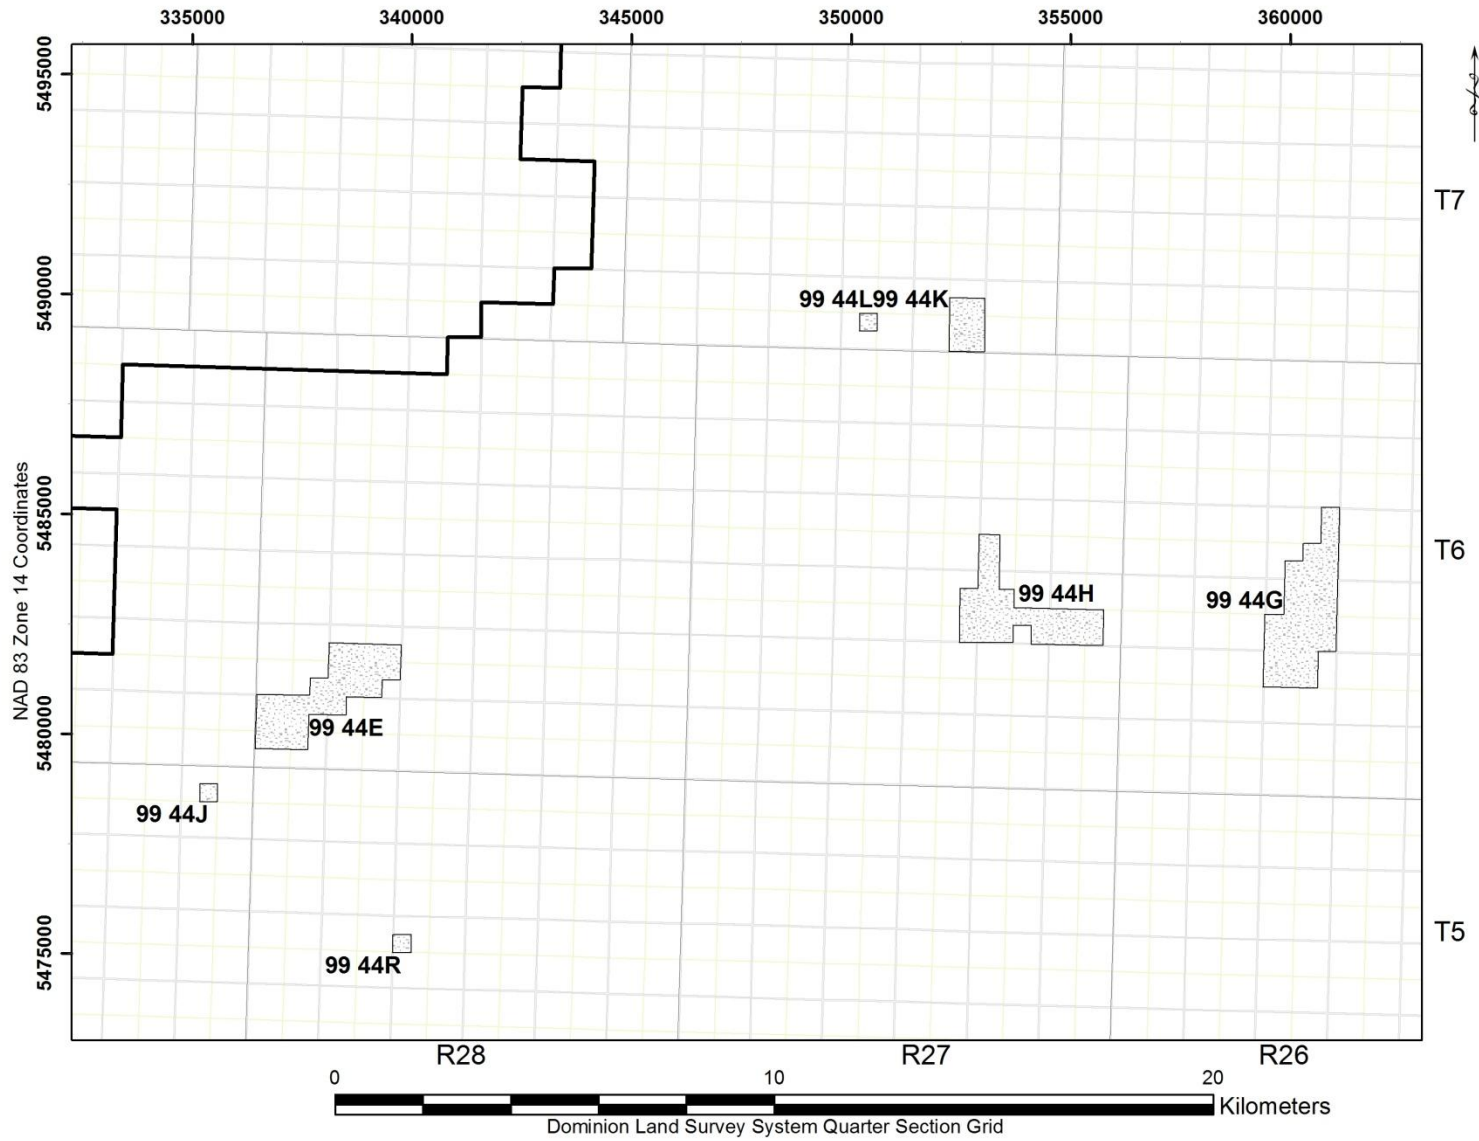 335000 340000 345000 350000 355000 360000
5495000
T7
5490000
99 44L99 44K
NAD 83 Zone 14 Coordinates
5485000
T6
99 44H
99 44G
99 44E
5480000
99 44J
T5
5475000
99 44R
R28 R27 R26
0 10 20
Kilometers
Dominion Land Survey System Quarter Section Grid